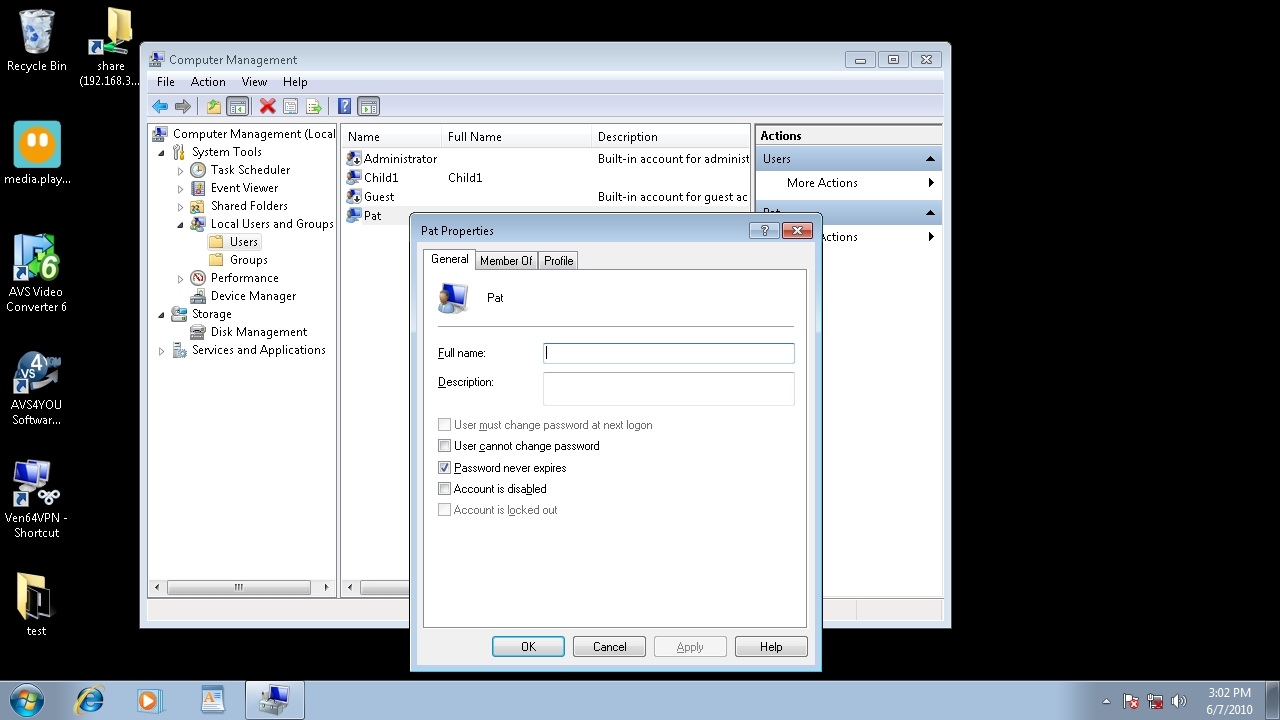 Recycle Bin
share
(192.168.3...
media.play...
AVS Video
Converter 6
AVS4YOU
Softwar...
Ven64VPN -
Shortcut
test
Computer Management
File Action View Help
Computer Management (Local
System Tools
Task Scheduler
Event Viewer
Shared Folders
Local Users and Groups
Users
Groups
Performance
Device Manager
Storage
Disk Management
Services and Applications
Name Full Name Description
Administrator Built-in account for administ
Child1 Child1
Guest Built-in account for guest ac
Pat
Actions
Users
More Actions
Pat Properties
General Member Of Profile
Pat
Full name:
Description:
User must change password at next logon
User cannot change password
Password never expires
Account is disabled
Account is locked out
OK Cancel Apply Help
3:02 PM
6/7/2010